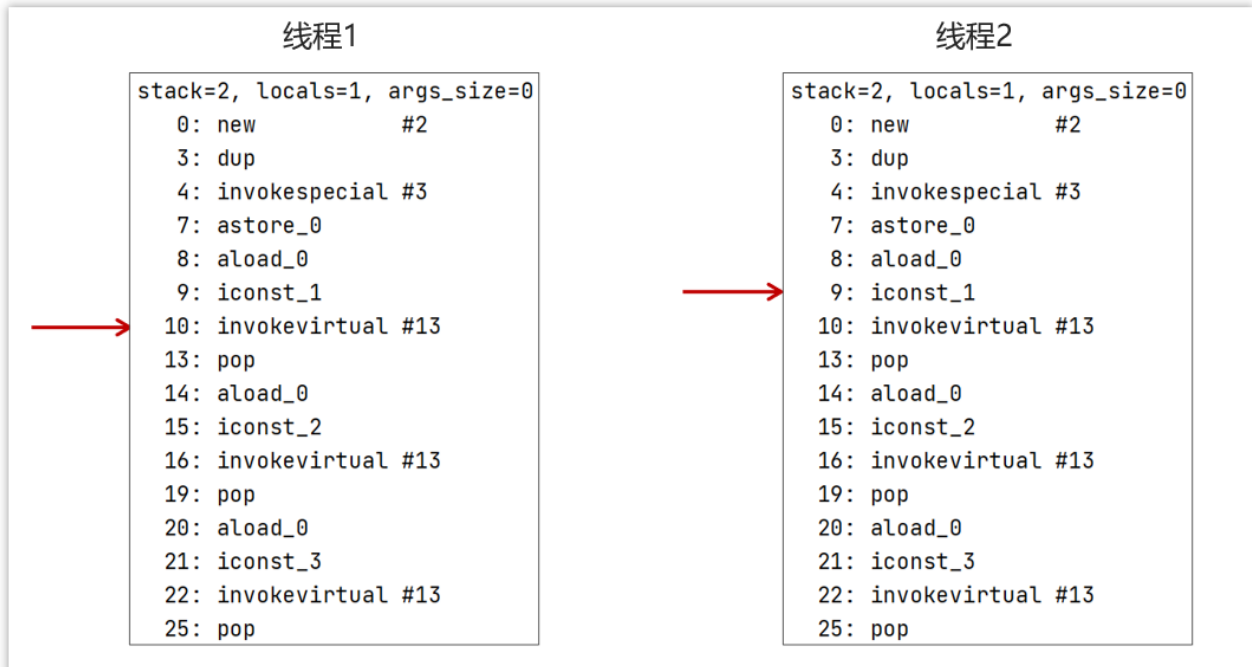 线程1
stack=2, locals=1, args_size=0
0: new #2
3: dup
4: invokespecial #3
7: astore_0
8: aload_0
9: iconst_1
10: invokevirtual #13
13: pop
14: aload_0
15: iconst_2
16: invokevirtual #13
19: pop
20: aload_0
21: iconst_3
22: invokevirtual #13
25: pop
线程2
stack=2, locals=1, args_size=0
0: new #2
3: dup
4: invokespecial #3
7: astore_0
8: aload_0
9: iconst_1
10: invokevirtual #13
13: pop
14: aload_0
15: iconst_2
16: invokevirtual #13
19: pop
20: aload_0
21: iconst_3
22: invokevirtual #13
25: pop